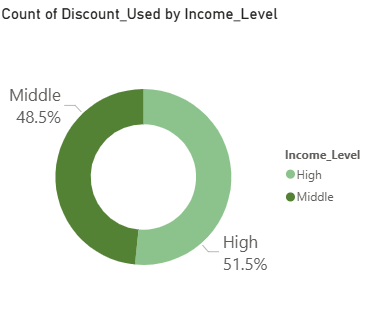 Count of Discount_Used by Income_Level
Middle
48.5%
Income_Level
High
Middle
High
51.5%